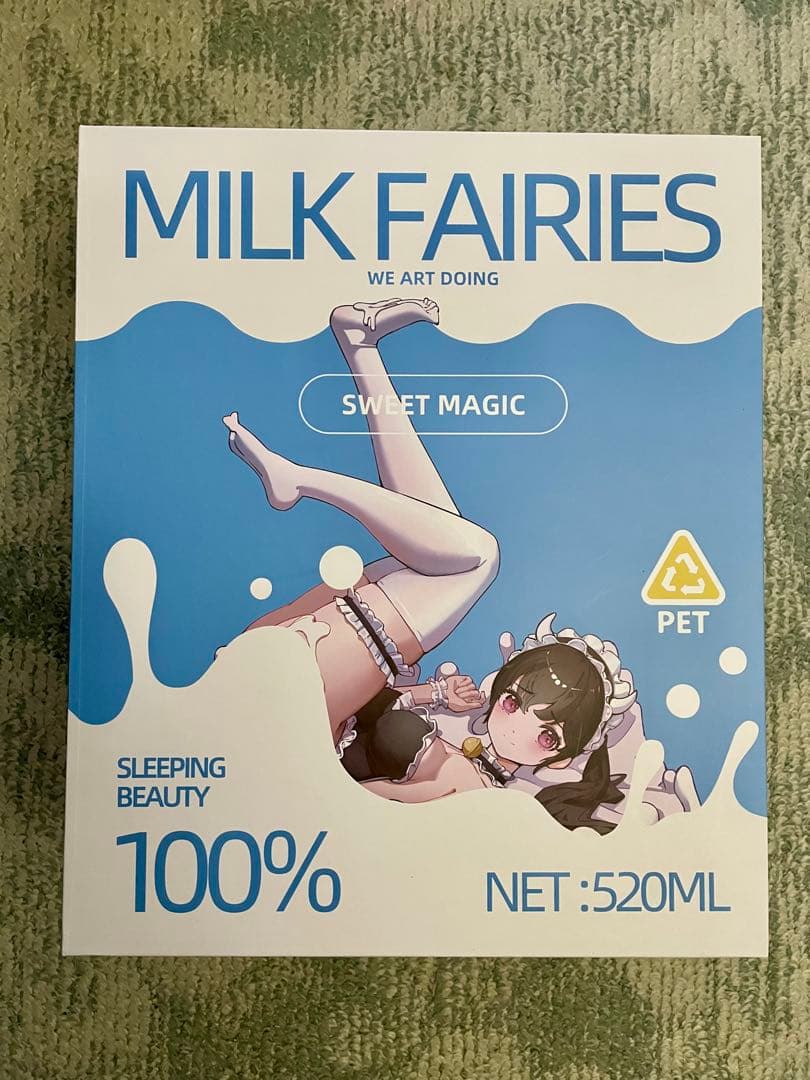 MILK FAIRIES
WE ART DOING
SWEET MAGIC
PET
SLEEPING
BEAUTY
100%
NET :520ML